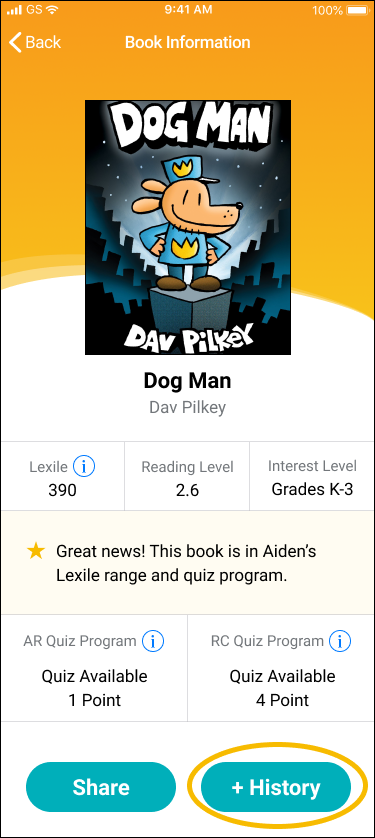 GS 9:41 AM 100%
Back Book Information
DOG MAN
DAV PILKEY
Dog Man
Dav Pilkey
Lexile i Reading Level Interest Level
390 2.6 Grades K-3
Great news! This book is in Aiden's
Lexile range and quiz program.
AR Quiz Program i RC Quiz Program i
Quiz Available Quiz Available
1 Point 4 Point
Share + History